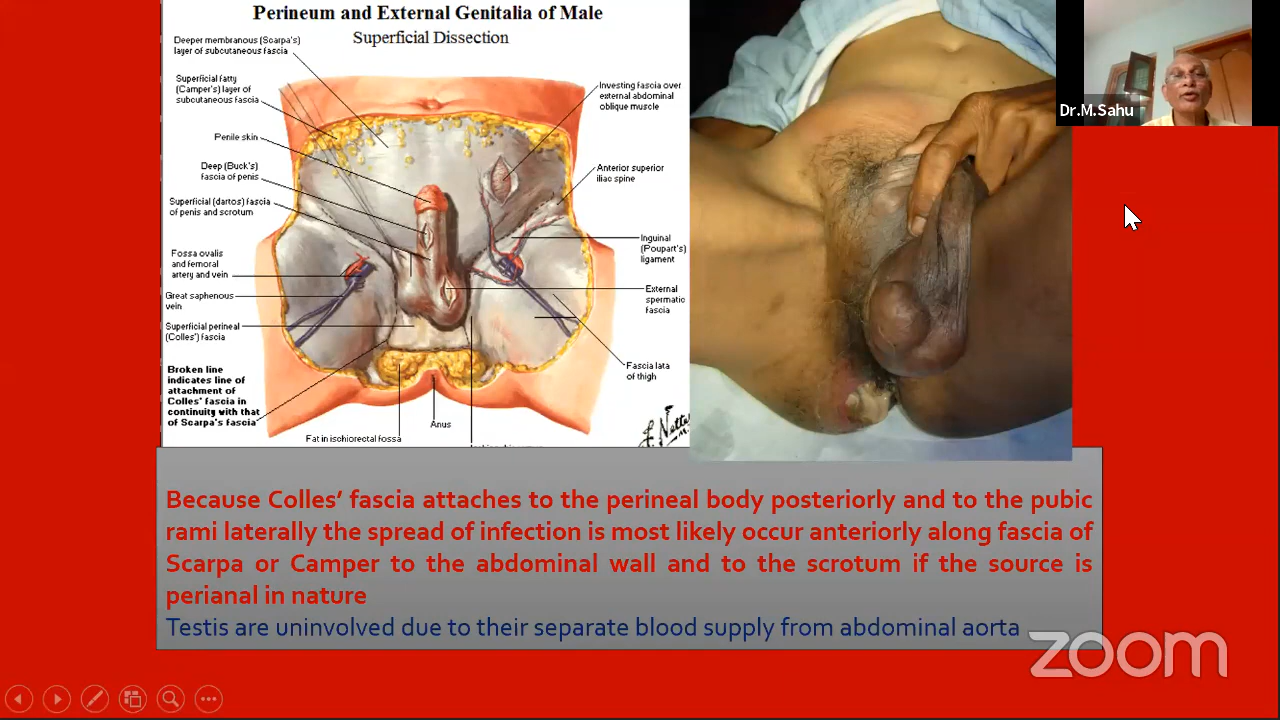 Perineum and External Genitalia of Male
Superficial Dissection
Deeper membranous (Scarpa's)
layer of subcutaneous fascia
Superficial fatty
(Camper's) layer of
subcutaneous fascia
Penile skin
Deep (Buck's)
fascia of penis
Superficial (dartos) fascia
of penis and scrotum
Fossa ovalis
and femoral
artery and vein
Great saphenous
vein
Superficial perineal
(Colles') fascia
Broken line
indicates line of
attachment of
Colles' fascia in
continuity with that
of Scarpa's fascia
Fat in ischiorectal fossa
Anus
Investing fascia over
external abdominal
oblique muscle
Anterior superior
iliac spine
Inguinal
(Poupart's)
ligament
External
spermatic
fascia
Fascia lata
of thigh
Dr.M.Sahu
Because Colles’ fascia attaches to the perineal body posteriorly and to the pubic
rami laterally the spread of infection is most likely occur anteriorly along fascia of
Scarpa or Camper to the abdominal wall and to the scrotum if the source is
perianal in nature
Testis are uninvolved due to their separate blood supply from abdominal aorta
zoom